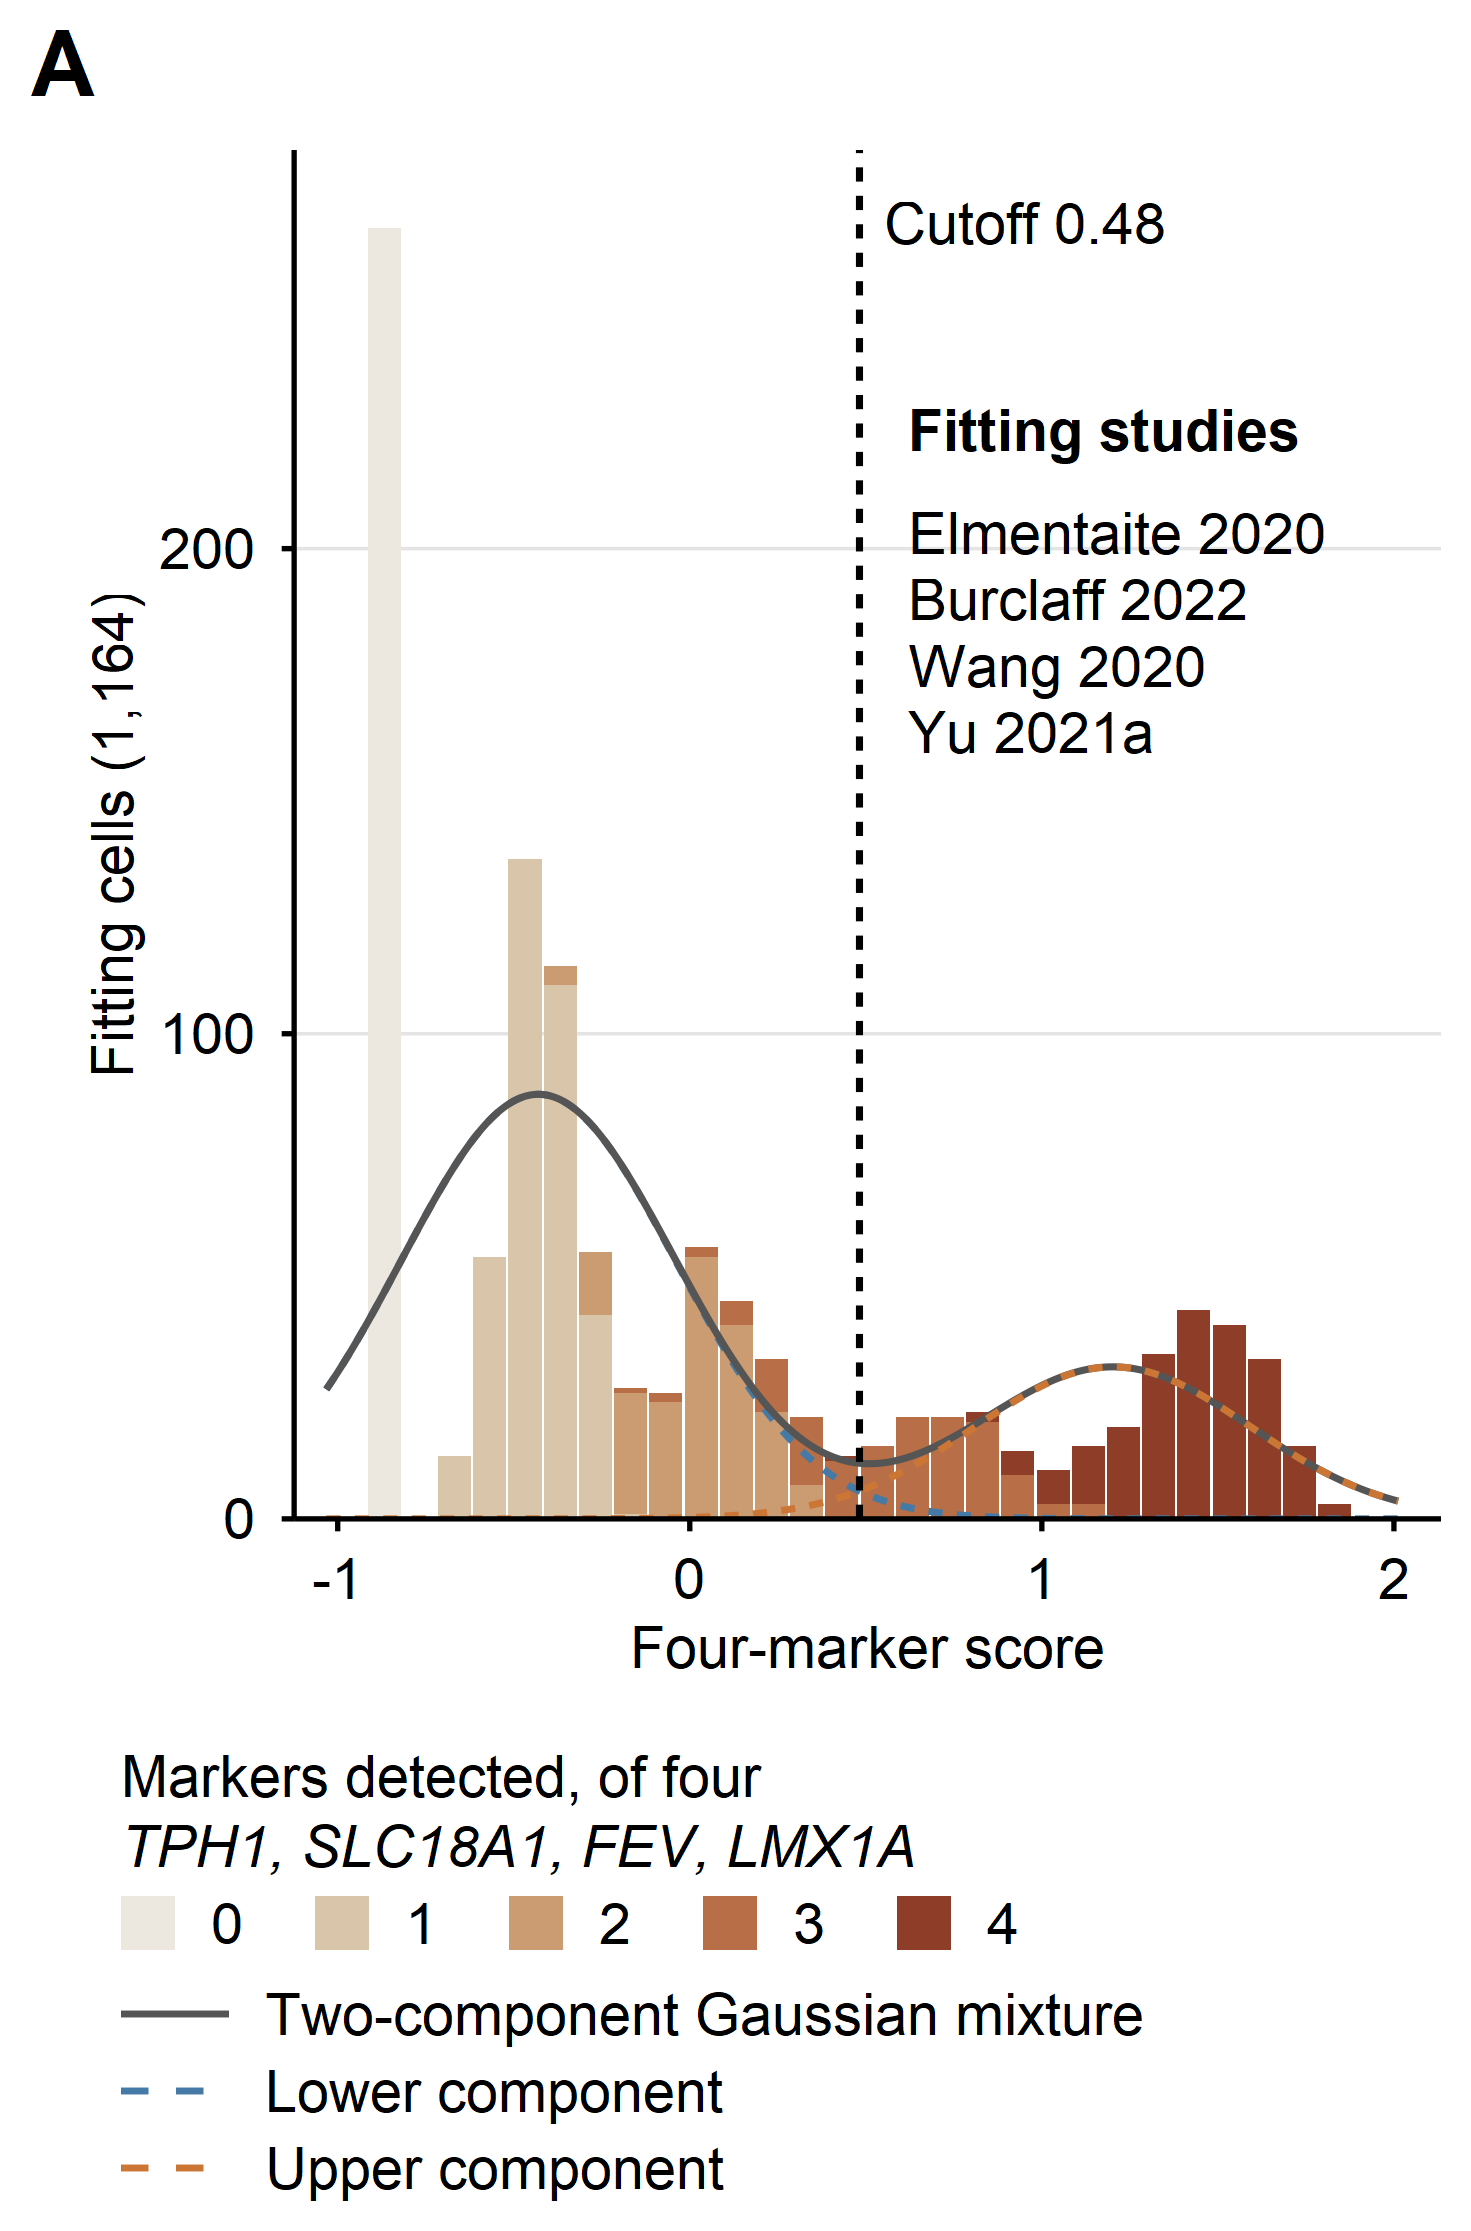 A
Cutoff 0.48
Fitting studies
Elmentaite 2020
Burclaff 2022
Wang 2020
Yu 2021a
Fitting cells (1,164)
200
100
0
-1 0 1 2
Four-marker score
Markers detected, of four
TPH1, SLC18A1, FEV, LMX1A
0 1 2 3 4
Two-component Gaussian mixture
Lower component
Upper component